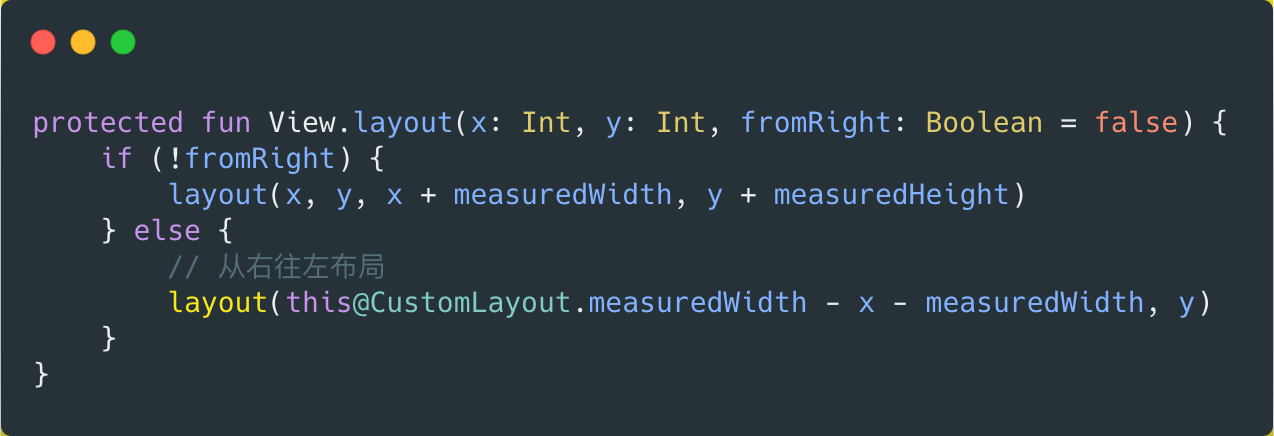 protected fun View.layout(x: Int, y: Int, fromRight: Boolean = false) {
    if (!fromRight) {
        layout(x, y, x + measuredWidth, y + measuredHeight)
    } else {
        // 从右往左布局
        layout(this@CustomLayout.measuredWidth - x - measuredWidth, y)
    }
}